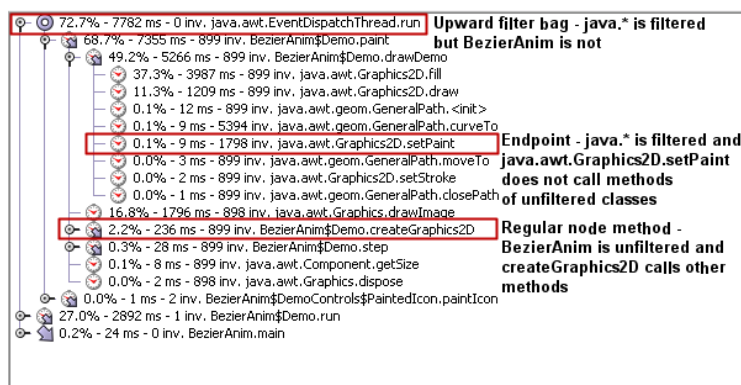 72.7% - 7782 ms - 0 inv. java.awt.EventDispatchThread.run
Upward filter bag - java.* is filtered
but BezierAnim is not
68.7% - 7355 ms - 899 inv. BezierAnim$Demo.paint
49.2% - 5266 ms - 899 inv. BezierAnim$Demo.drawDemo
37.3% - 3987 ms - 899 inv. java.awt.Graphics2D.fill
11.3% - 1209 ms - 899 inv. java.awt.Graphics2D.draw
0.1% - 12 ms - 899 inv. java.awt.geom.GeneralPath.<init>
0.1% - 9 ms - 5394 inv. java.awt.geom.GeneralPath.curveTo
0.1% - 9 ms - 1798 inv. java.awt.Graphics2D.setPaint
0.0% - 3 ms - 899 inv. java.awt.geom.GeneralPath.moveTo
0.0% - 2 ms - 899 inv. java.awt.Graphics2D.setStroke
0.0% - 1 ms - 899 inv. java.awt.geom.GeneralPath.closePath
Endpoint - java.* is filtered and
java.awt.Graphics2D.setPaint
does not call methods
of unfiltered classes
16.8% - 1796 ms - 898 inv. java.awt.Graphics.drawImage
2.2% - 236 ms - 899 inv. BezierAnim$Demo.createGraphics2D
0.3% - 28 ms - 899 inv. BezierAnim$Demo.step
0.1% - 8 ms - 899 inv. java.awt.Component.getSize
0.0% - 2 ms - 898 inv. java.awt.Graphics.dispose
Regular node method -
BezierAnim is unfiltered and
createGraphics2D calls other
methods
0.0% - 1 ms - 2 inv. BezierAnim$DemoControls$PaintedIcon.paintIcon
27.0% - 2892 ms - 1 inv. BezierAnim$Demo.run
0.2% - 24 ms - 0 inv. BezierAnim.main